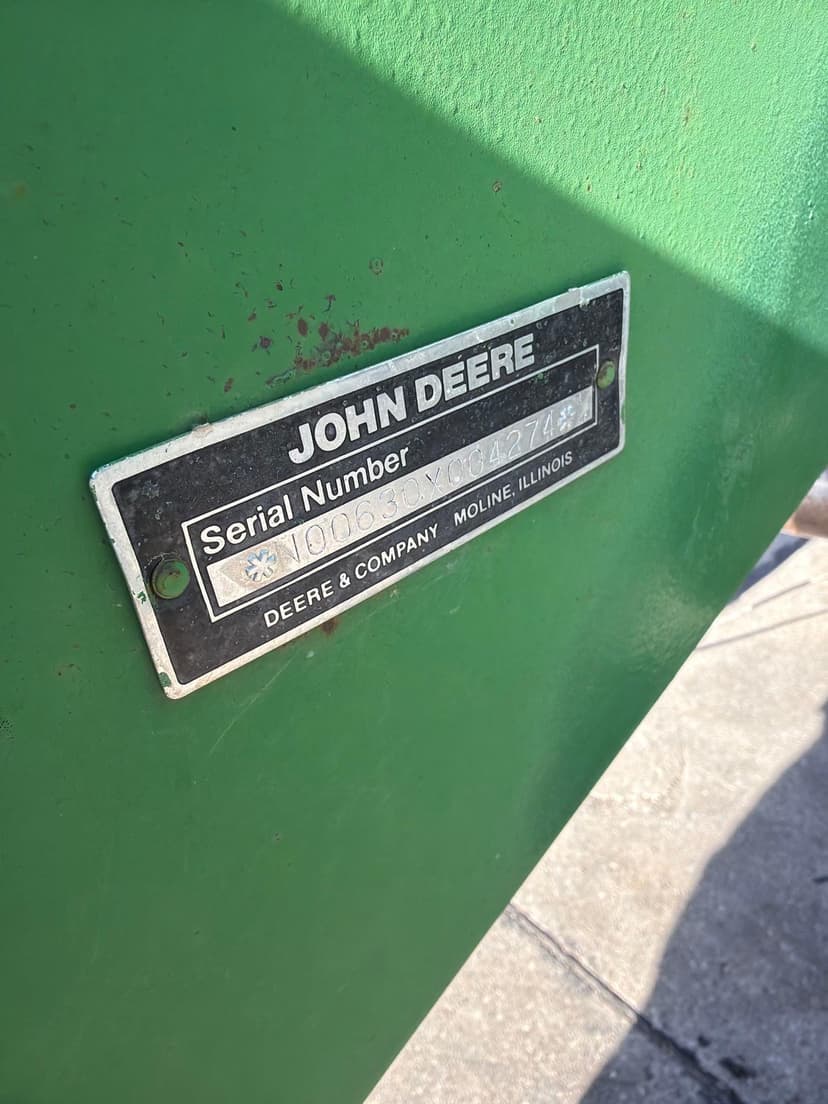 JOHN DEERE
Serial Number
*N00630X004274*
DEERE & COMPANY MOLINE, ILLINOIS